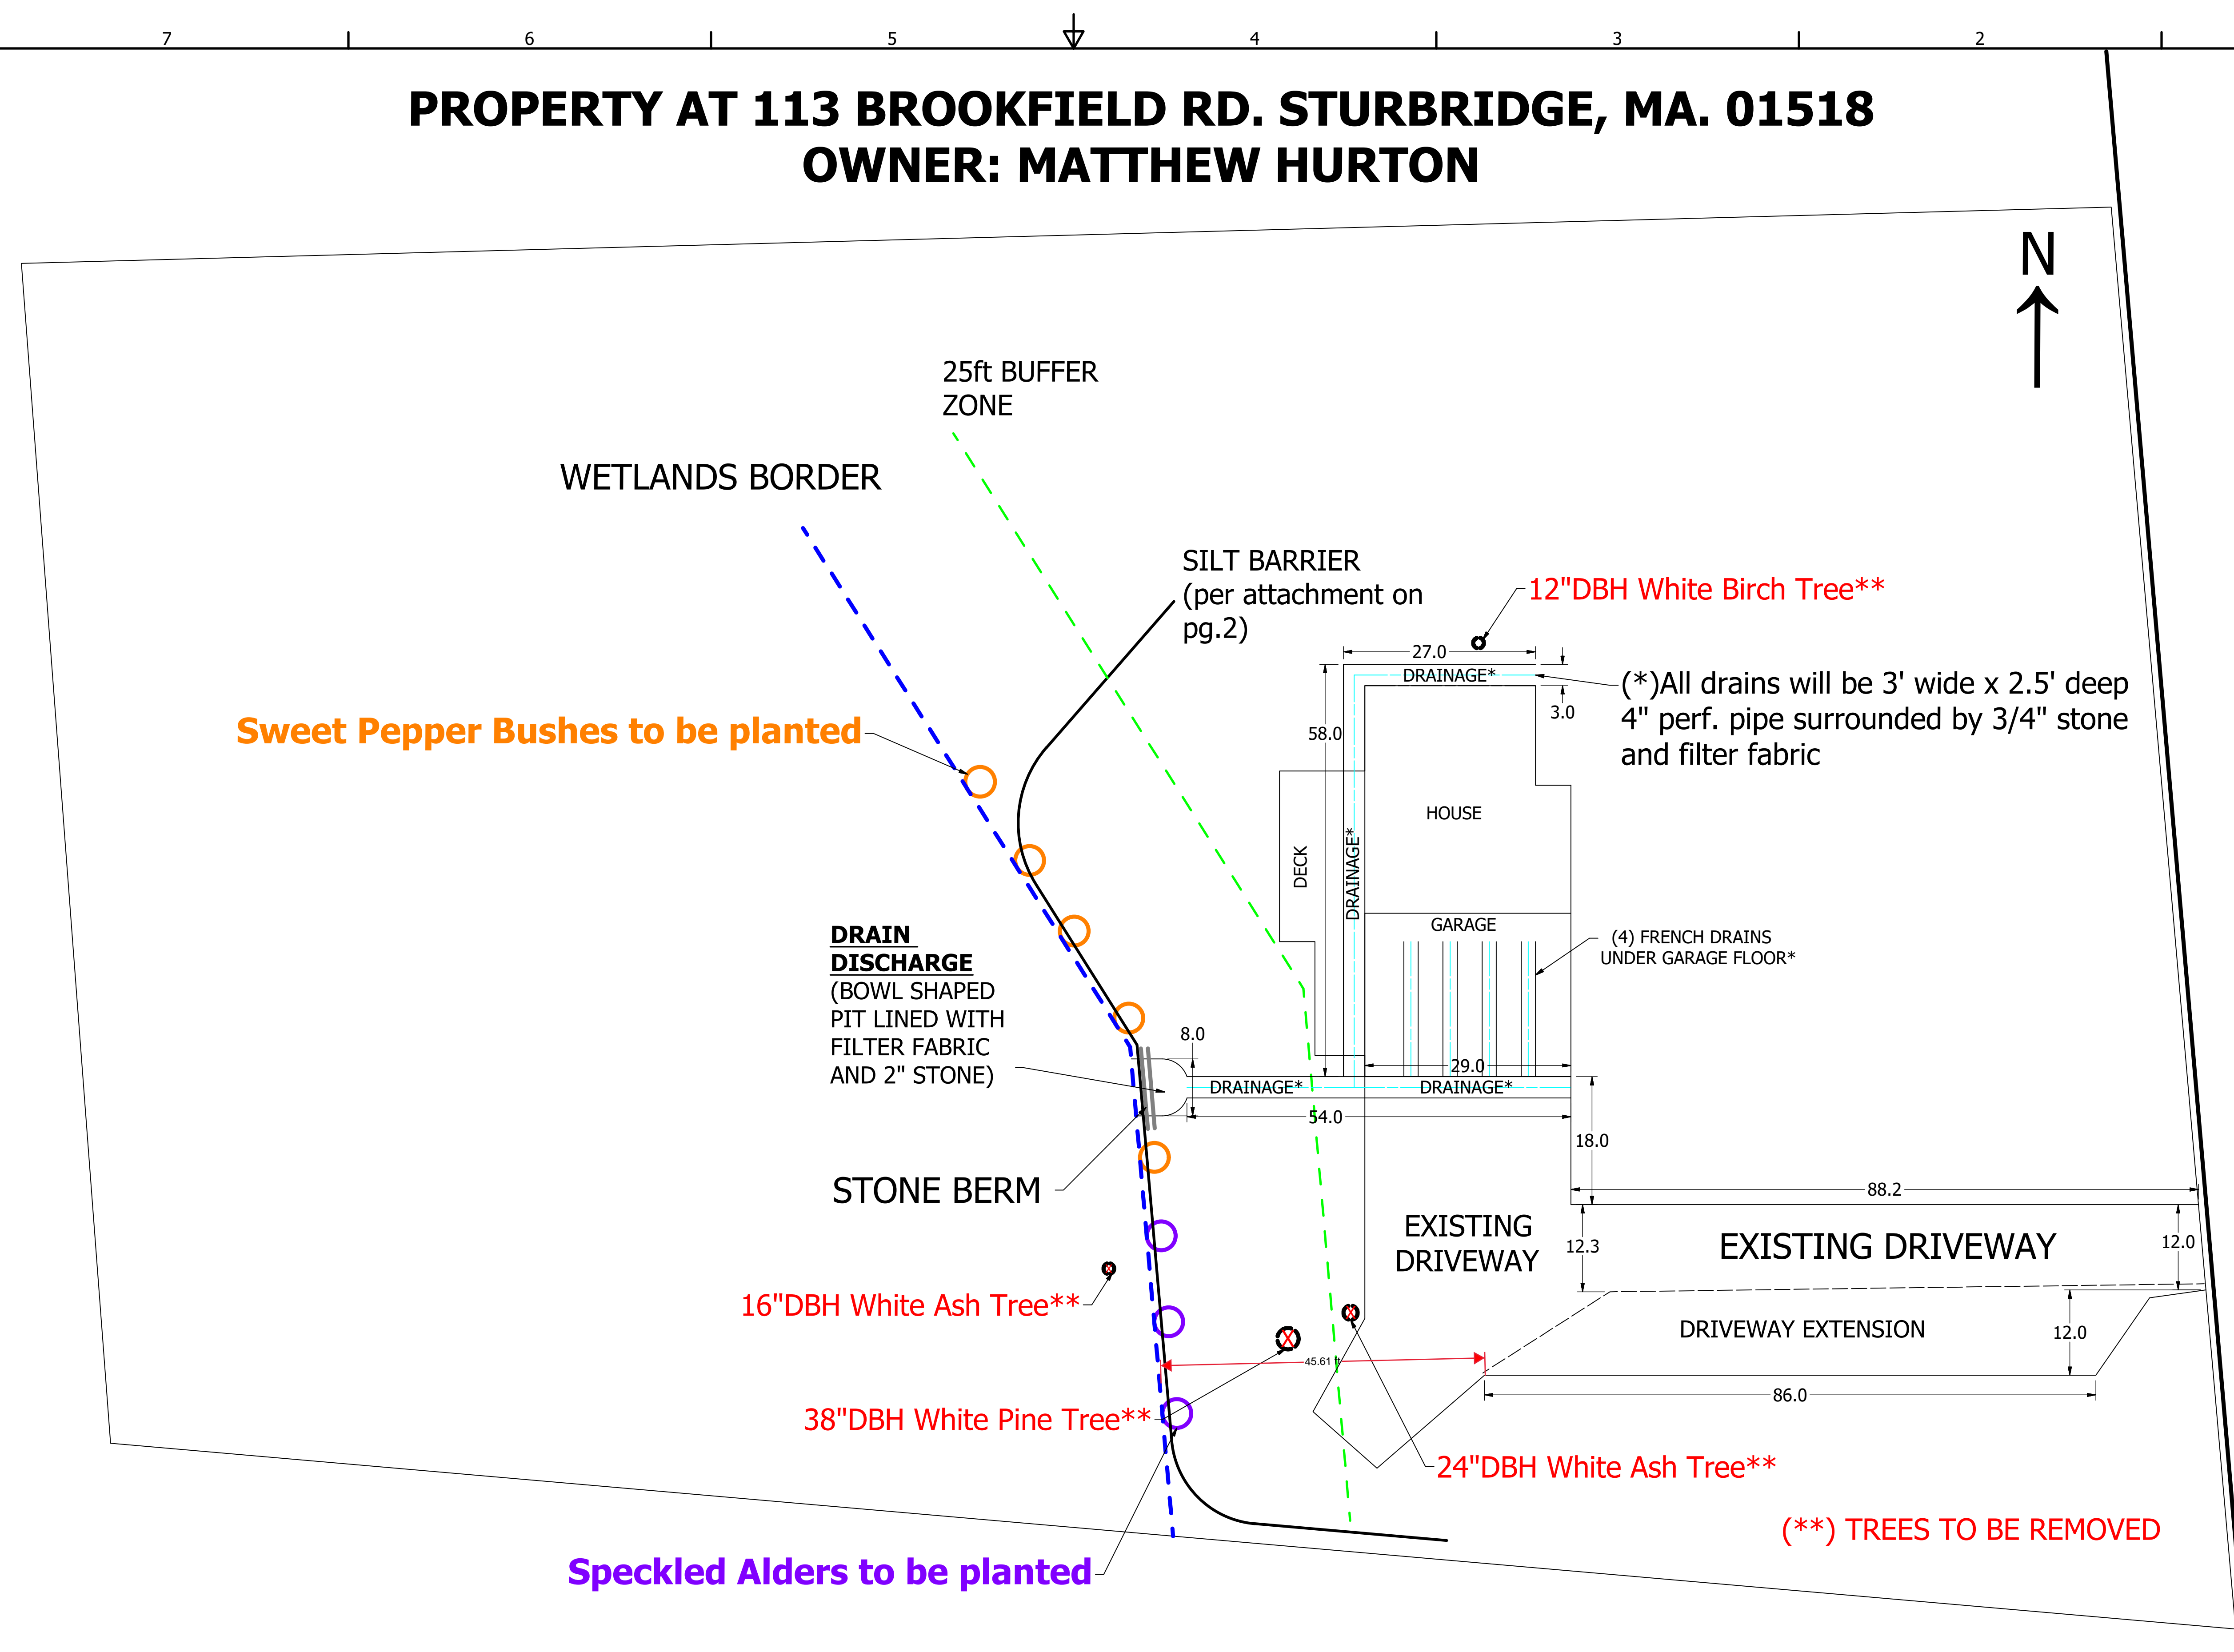 7 6 5 4 3 2
PROPERTY AT 113 BROOKFIELD RD. STURBRIDGE, MA. 01518
OWNER: MATTHEW HURTON
N
25ft BUFFER
ZONE
WETLANDS BORDER
SILT BARRIER
(per attachment on
pg.2)
12"DBH White Birch Tree**
27.0
DRAINAGE*
3.0
(*)All drains will be 3' wide x 2.5' deep
4" perf. pipe surrounded by 3/4" stone
and filter fabric
Sweet Pepper Bushes to be planted
58.0
HOUSE
DECK
DRAINAGE*
GARAGE
(4) FRENCH DRAINS
UNDER GARAGE FLOOR*
DRAIN
DISCHARGE
(BOWL SHAPED
PIT LINED WITH
FILTER FABRIC
AND 2" STONE)
8.0
29.0
DRAINAGE*
DRAINAGE*
54.0
18.0
STONE BERM
88.2
EXISTING
DRIVEWAY
12.3
EXISTING DRIVEWAY
12.0
16"DBH White Ash Tree**
DRIVEWAY EXTENSION
12.0
45.61 ft
86.0
38"DBH White Pine Tree**
24"DBH White Ash Tree**
(**) TREES TO BE REMOVED
Speckled Alders to be planted